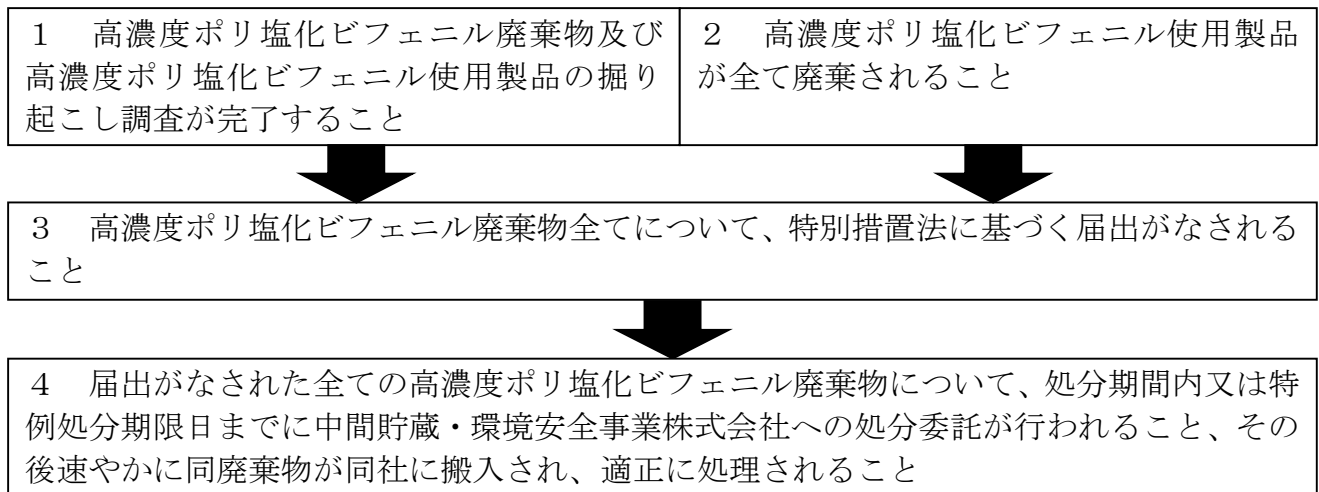 １　高濃度ポリ塩化ビフェニル廃棄物及び
高濃度ポリ塩化ビフェニル使用製品の掘り
起こし調査が完了すること
２　高濃度ポリ塩化ビフェニル使用製品
が全て廃棄されること
３　高濃度ポリ塩化ビフェニル廃棄物全てについて、特別措置法に基づく届出がなされる
こと
４　届出がなされた全ての高濃度ポリ塩化ビフェニル廃棄物について、処分期間内又は特
例処分期限日までに中間貯蔵・環境安全事業株式会社への処分委託が行われること、その
後速やかに同廃棄物が同社に搬入され、適正に処理されること